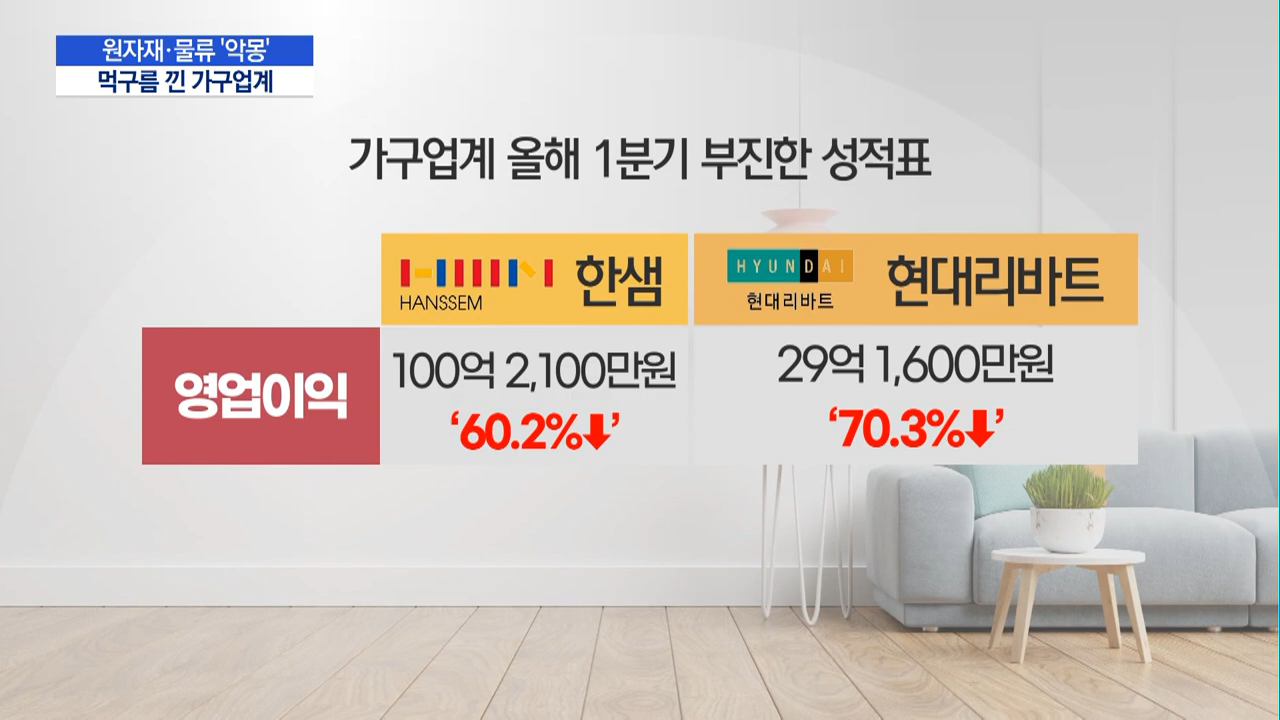 원자재·물류 '악몽'
먹구름 낀 가구업계
가구업계 올해 1분기 부진한 성적표
HANSSEM 한샘
HYUNDAI 현대리바트 현대리바트
영업이익
100억 2,100만원 29억 1,600만원
‘60.2%⬇’ ‘70.3%⬇’